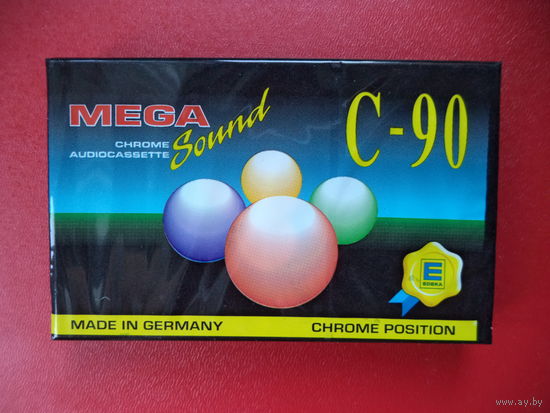 MEGA
Sound
C-90
CHROME
AUDIOCASSETTE
E
EDEKA
MADE IN GERMANY
CHROME POSITION
www.ay.by